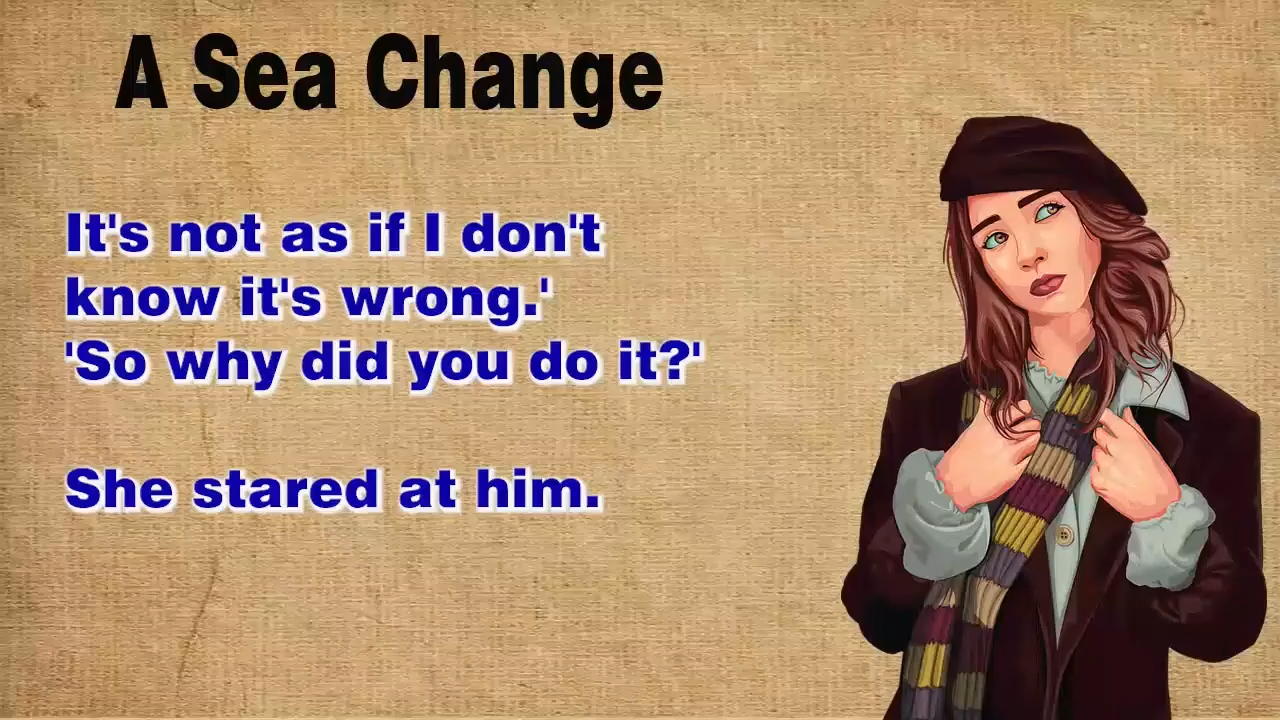 A Sea Change
It's not as if I don't
know it's wrong.'
'So why did you do it?'
She stared at him.